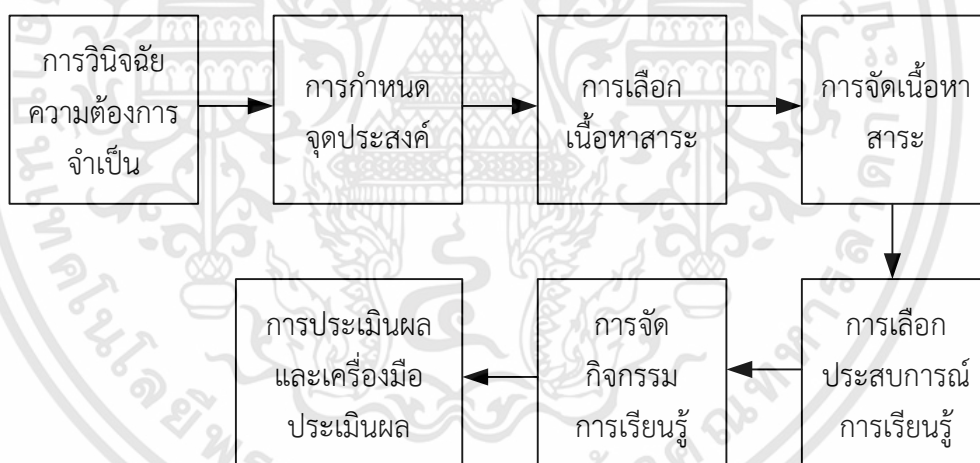 การวินิจฉัย
ความต้องการ
จำเป็น
การกำหนด
จุดประสงค์
การเลือก
เนื้อหาสาระ
การจัดเนื้อหา
สาระ
การเลือก
ประสบการณ์
การเรียนรู้
การจัด
กิจกรรม
การเรียนรู้
การประเมินผล
และเครื่องมือ
ประเมินผล